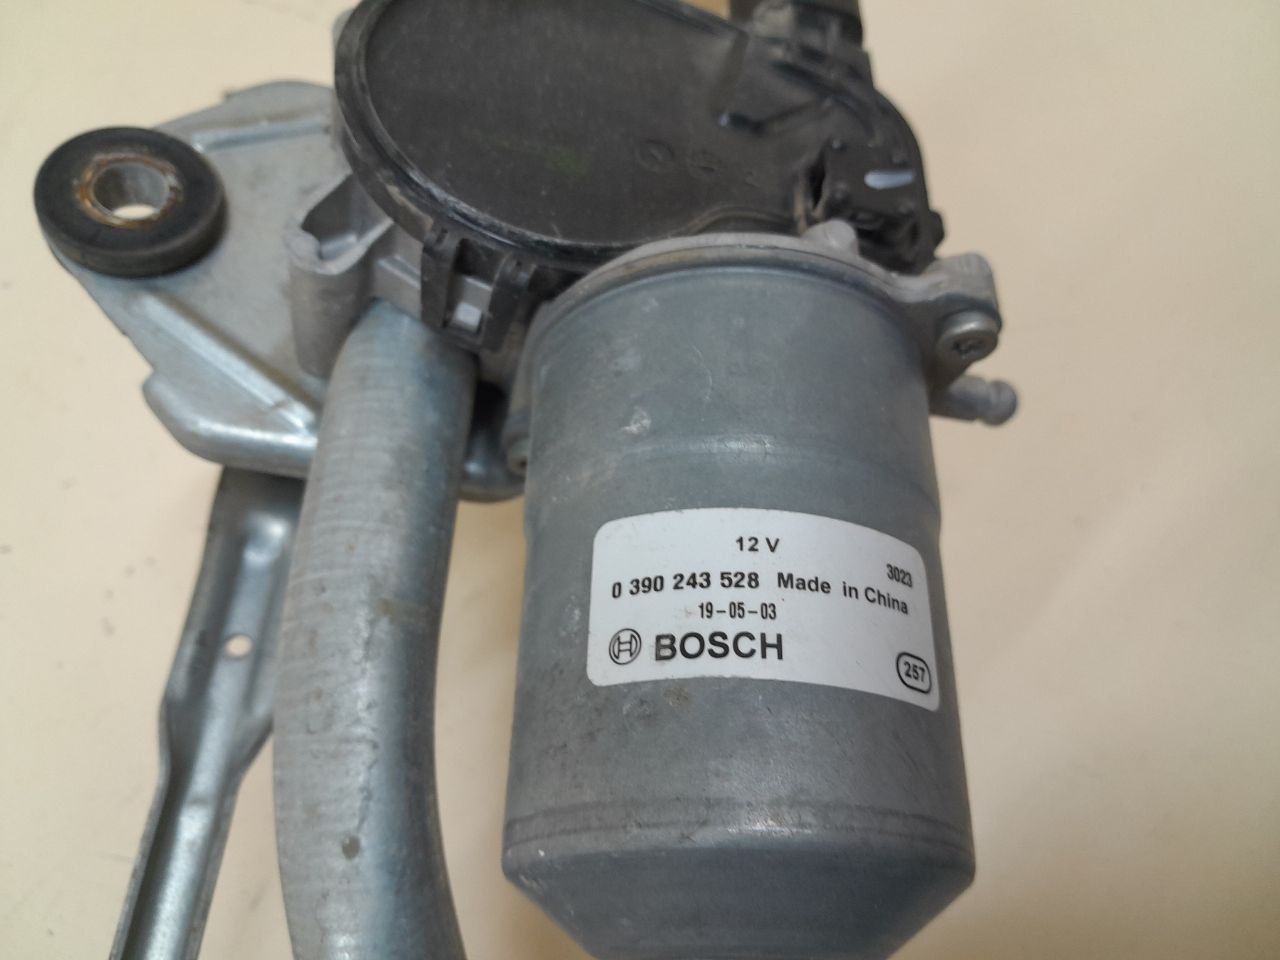 12 V
3023
0 390 243 528 Made in China
19-05-03
BOSCH
257